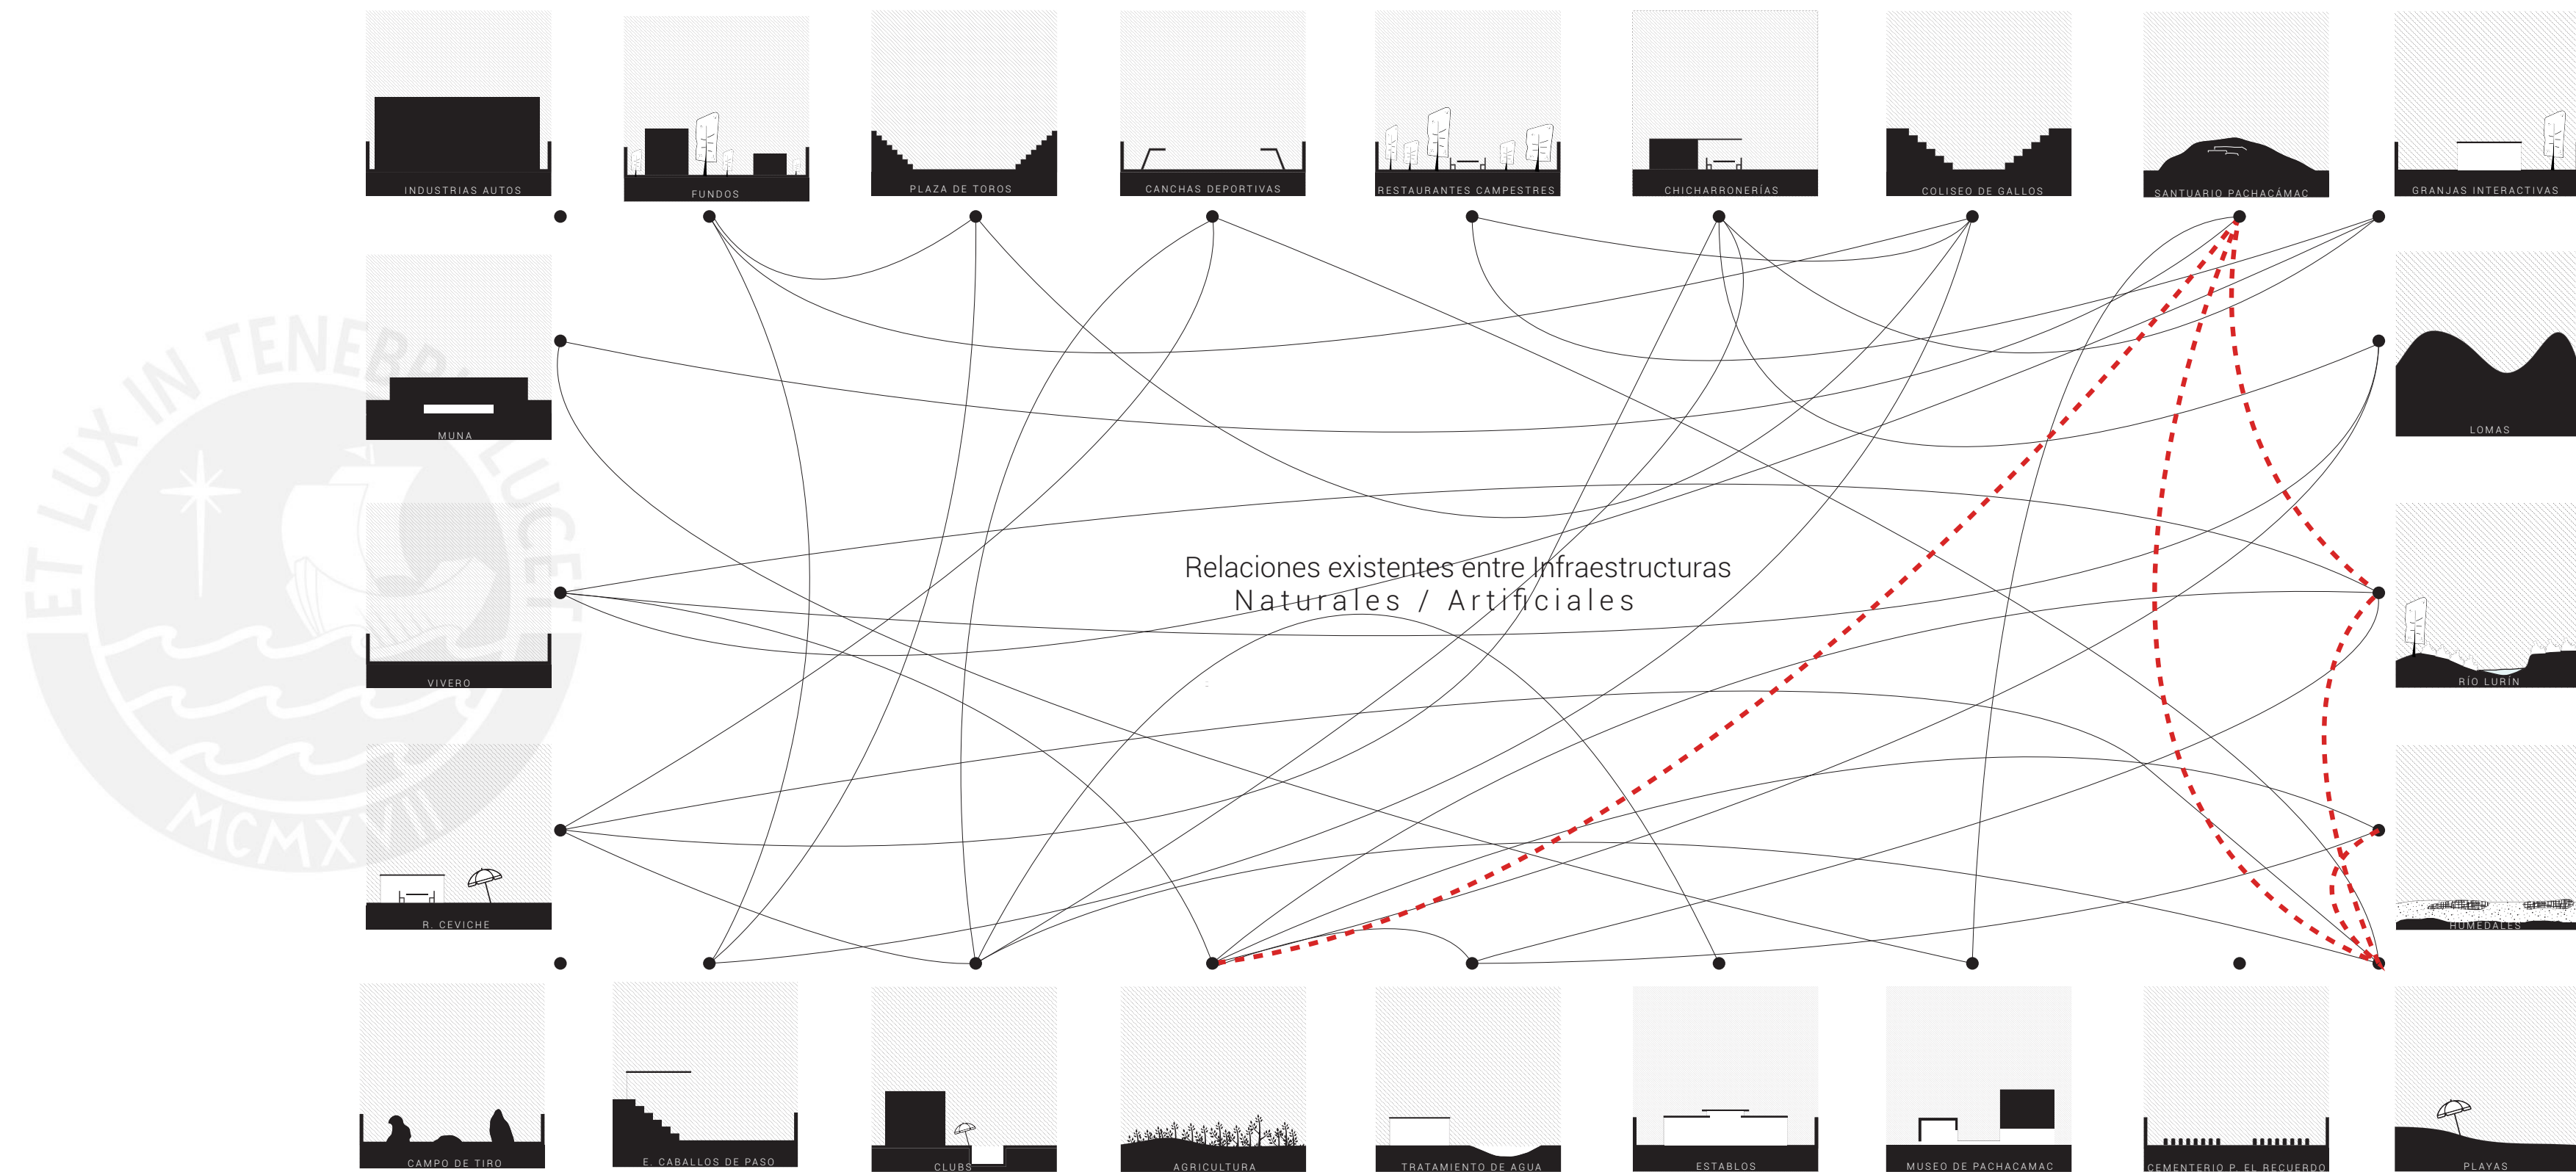 INDUSTRIAS AUTOS
FUNDOS
PLAZA DE TOROS
CANCHAS DEPORTIVAS
RESTAURANTES CAMPESTRES
CHICHARRONERÍAS
COLISEO DE GALLOS
SANTUARIO PACHACÁMAC
GRANJAS INTERACTIVAS
MUNA
LOMAS
ET LUX IN TENEBRIS LUCET
MCMXVII
Relaciones existentes entre Infraestructuras
Naturales / Artificiales
VIVERO
RÍO LURÍN
R. CEVICHE
HUMEDALES
CAMPO DE TIRO
E. CABALLOS DE PASO
CLUBS
AGRICULTURA
TRATAMIENTO DE AGUA
ESTABLOS
MUSEO DE PACHACAMAC
CEMENTERIO P. EL RECUERDO
PLAYAS